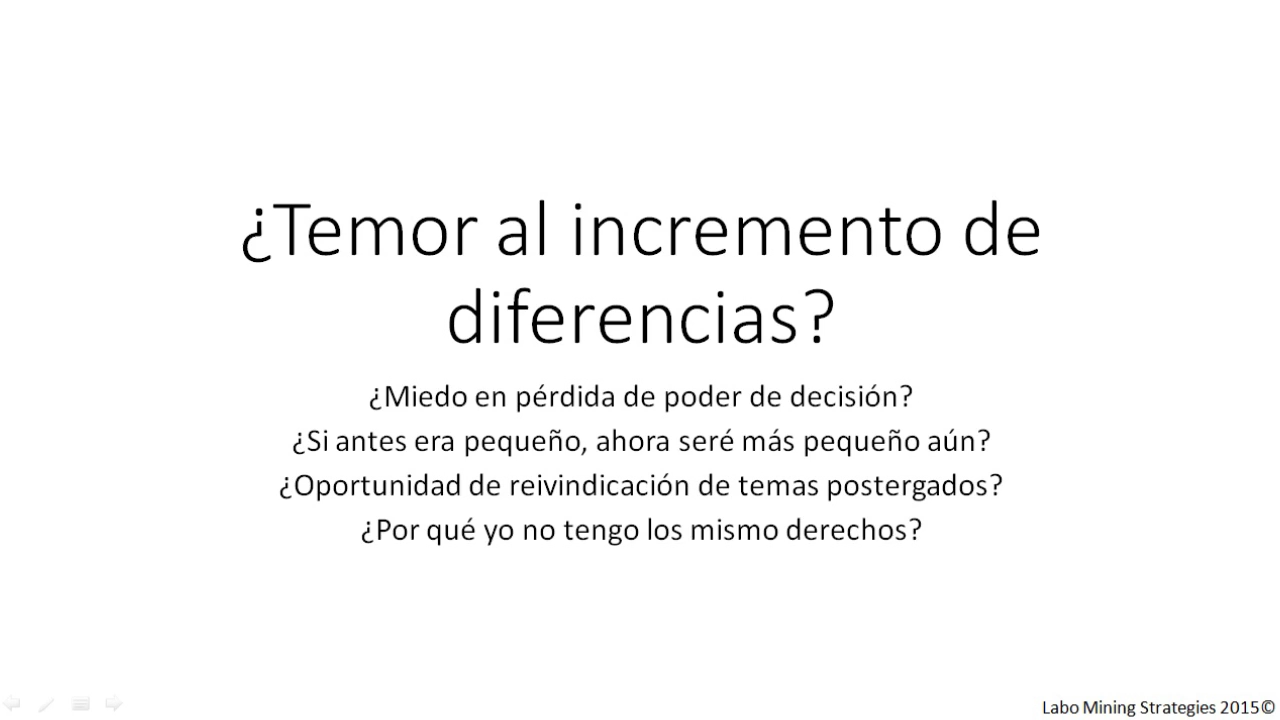 ¿Temor al incremento de
diferencias?
¿Miedo en pérdida de poder de decisión?
¿Si antes era pequeño, ahora seré más pequeño aún?
¿Oportunidad de reivindicación de temas postergados?
¿Por qué yo no tengo los mismo derechos?
Labo Mining Strategies 2015©